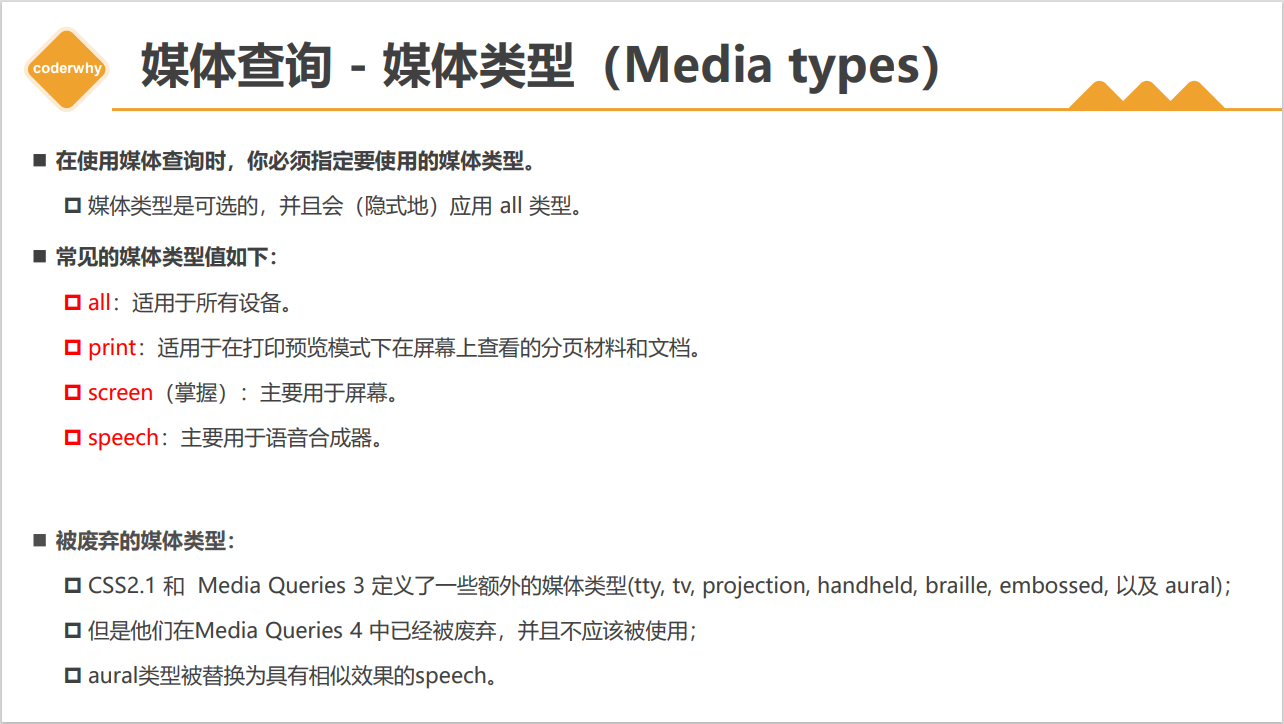 coderwhy
媒体查询 - 媒体类型（Media types）
在使用媒体查询时，你必须指定要使用的媒体类型。
媒体类型是可选的，并且会（隐式地）应用 all 类型。
常见的媒体类型值如下：
all：适用于所有设备。
print：适用于在打印预览模式下在屏幕上查看的分页材料和文档。
screen（掌握）：主要用于屏幕。
speech：主要用于语音合成器。
被废弃的媒体类型：
CSS2.1 和 Media Queries 3 定义了一些额外的媒体类型(tty, tv, projection, handheld, braille, embossed, 以及 aural)；
但是他们在Media Queries 4 中已经被废弃，并且不应该被使用；
aural类型被替换为具有相似效果的speech。